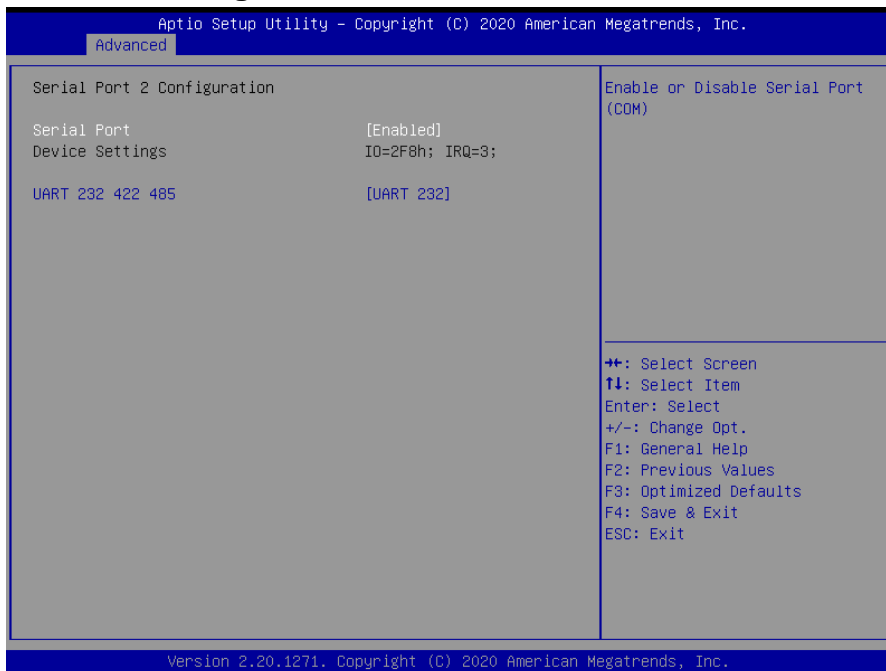 Aptio Setup Utility – Copyright (C) 2020 American Megatrends, Inc.
Advanced
Serial Port 2 Configuration
Serial Port [Enabled]
Device Settings IO=2F8h; IRQ=3;
UART 232 422 485 [UART 232]
Enable or Disable Serial Port
(COM)
→←: Select Screen
↑↓: Select Item
Enter: Select
+/-: Change Opt.
F1: General Help
F2: Previous Values
F3: Optimized Defaults
F4: Save & Exit
ESC: Exit
Version 2.20.1271. Copyright (C) 2020 American Megatrends, Inc.